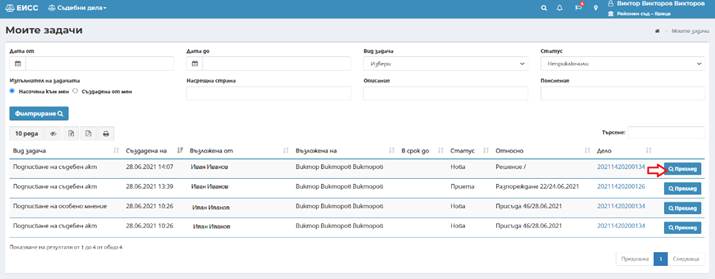 ЕИСС Съдебни дела
Виктор Викторов Викторов
Районен съд – Враца
Моите задачи
Моите задачи
Дата от Дата до Вид задача Статус
Избери Неприключили
Изпълнител на задачата Насрещна страна Описание Пояснение
Насочена към мен Създадена от мен
Филтриране
10 реда Търсене:
Вид задача Създадена на Възложена от Възложена на В срок до Статус Относно Дело
Подписване на съдебен акт 28.06.2021 14:07 Иван Иванов Виктор Викторов Викторов Нова Решение / 20211420200134 Преглед
Подписване на съдебен акт 28.06.2021 13:39 Иван Иванов Виктор Викторов Викторов Приета Разпореждане 22/24.06.2021 20211420200126 Преглед
Подписване на особено мнение 28.06.2021 10:26 Иван Иванов Виктор Викторов Викторов Нова Присъда 46/28.06.2021 20211420200134 Преглед
Подписване на съдебен акт 28.06.2021 10:26 Иван Иванов Виктор Викторов Викторов Нова Присъда 46/28.06.2021 20211420200134 Преглед
Показване на резултати от 1 до 4 от общо 4
Предишна 1 Следваща